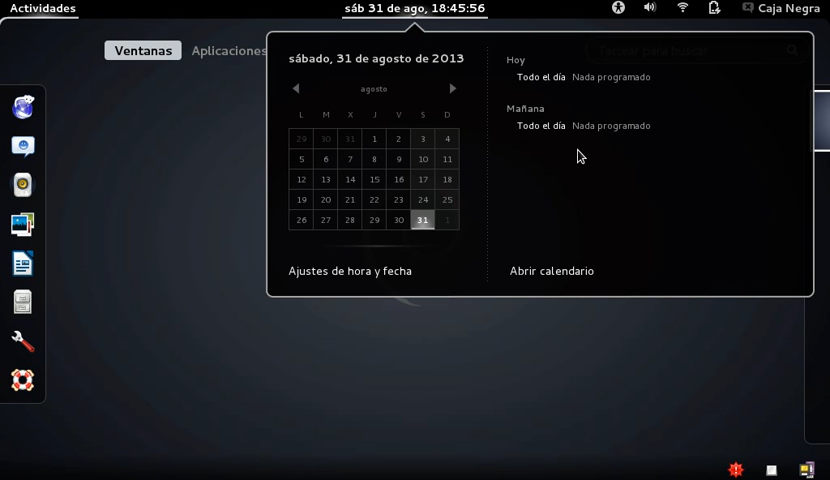 Actividades
sáb 31 de ago, 18:45:56
Caja Negra
Ventanas
Aplicaciones
Teclear para buscar
sábado, 31 de agosto de 2013
agosto
L M X J V S D
29 30 31 1 2 3 4
5 6 7 8 9 10 11
12 13 14 15 16 17 18
19 20 21 22 23 24 25
26 27 28 29 30 31 1
Ajustes de hora y fecha
Hoy
Todo el día Nada programado
Mañana
Todo el día Nada programado
Abrir calendario